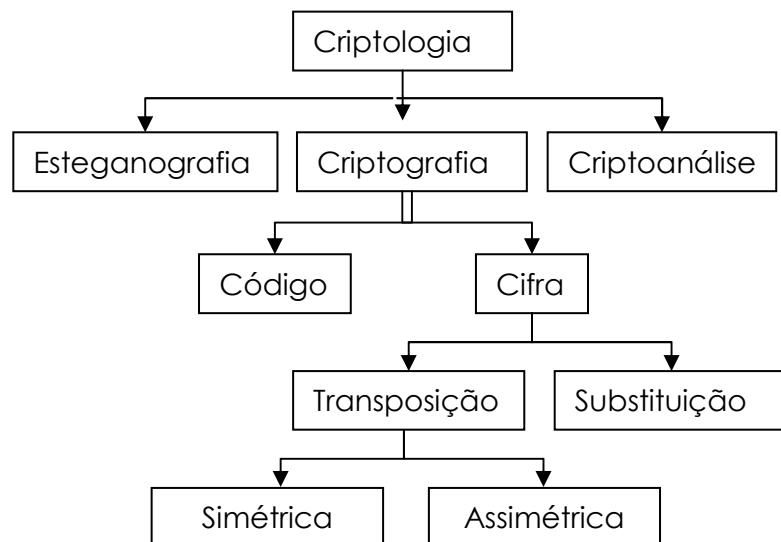 Criptologia
Esteganografia
Criptografia
Criptoanálise
Código
Cifra
Transposição
Substituição
Simétrica
Assimétrica